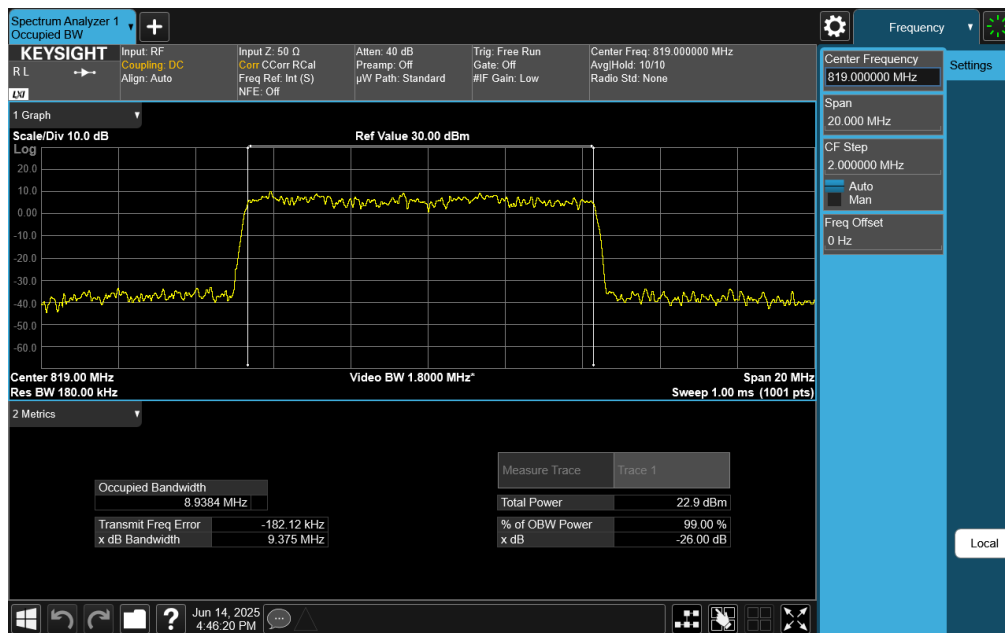 Spectrum Analyzer 1
Occupied BW
+
Frequency
KEYSIGHT
R L
LXI
Input: RF
Coupling: DC
Align: Auto
Input Z: 50 Ω
Corr CCorr RCal
Freq Ref: Int (S)
NFE: Off
Atten: 40 dB
Preamp: Off
µW Path: Standard
Trig: Free Run
Gate: Off
#IF Gain: Low
Center Freq: 819.000000 MHz
Avg|Hold: 10/10
Radio Std: None
Center Frequency
819.000000 MHz
Settings
Span
20.000 MHz
CF Step
2.000000 MHz
Auto
Man
Freq Offset
0 Hz
Local
1 Graph
Scale/Div 10.0 dB
Ref Value 30.00 dBm
Log
20.0
10.0
0.00
-10.0
-20.0
-30.0
-40.0
-50.0
-60.0
Center 819.00 MHz
Video BW 1.8000 MHz*
Span 20 MHz
Res BW 180.00 kHz
Sweep 1.00 ms (1001 pts)
2 Metrics
Measure Trace
Trace 1
Occupied Bandwidth
8.9384 MHz
Total Power
22.9 dBm
Transmit Freq Error
-182.12 kHz
% of OBW Power
99.00 %
x dB Bandwidth
9.375 MHz
x dB
-26.00 dB
?
Jun 14, 2025
4:46:20 PM